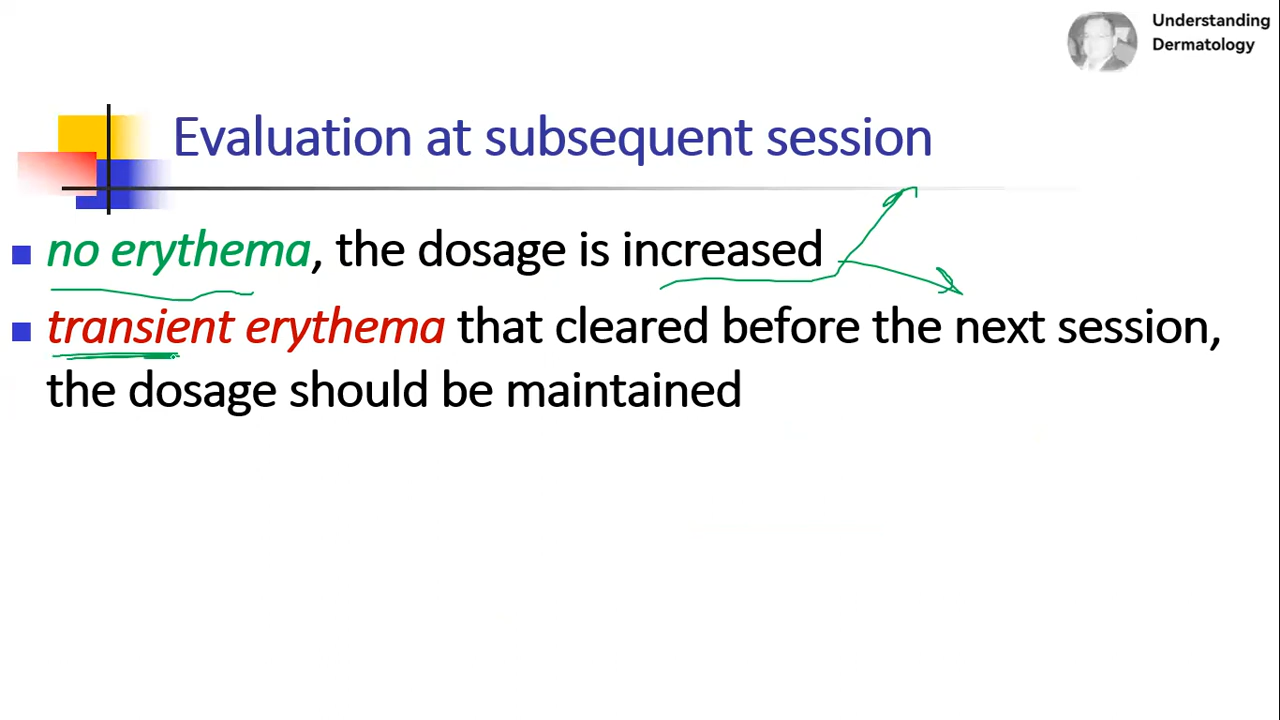 Understanding
Dermatology
Evaluation at subsequent session
no erythema, the dosage is increased
transient erythema that cleared before the next session,
the dosage should be maintained